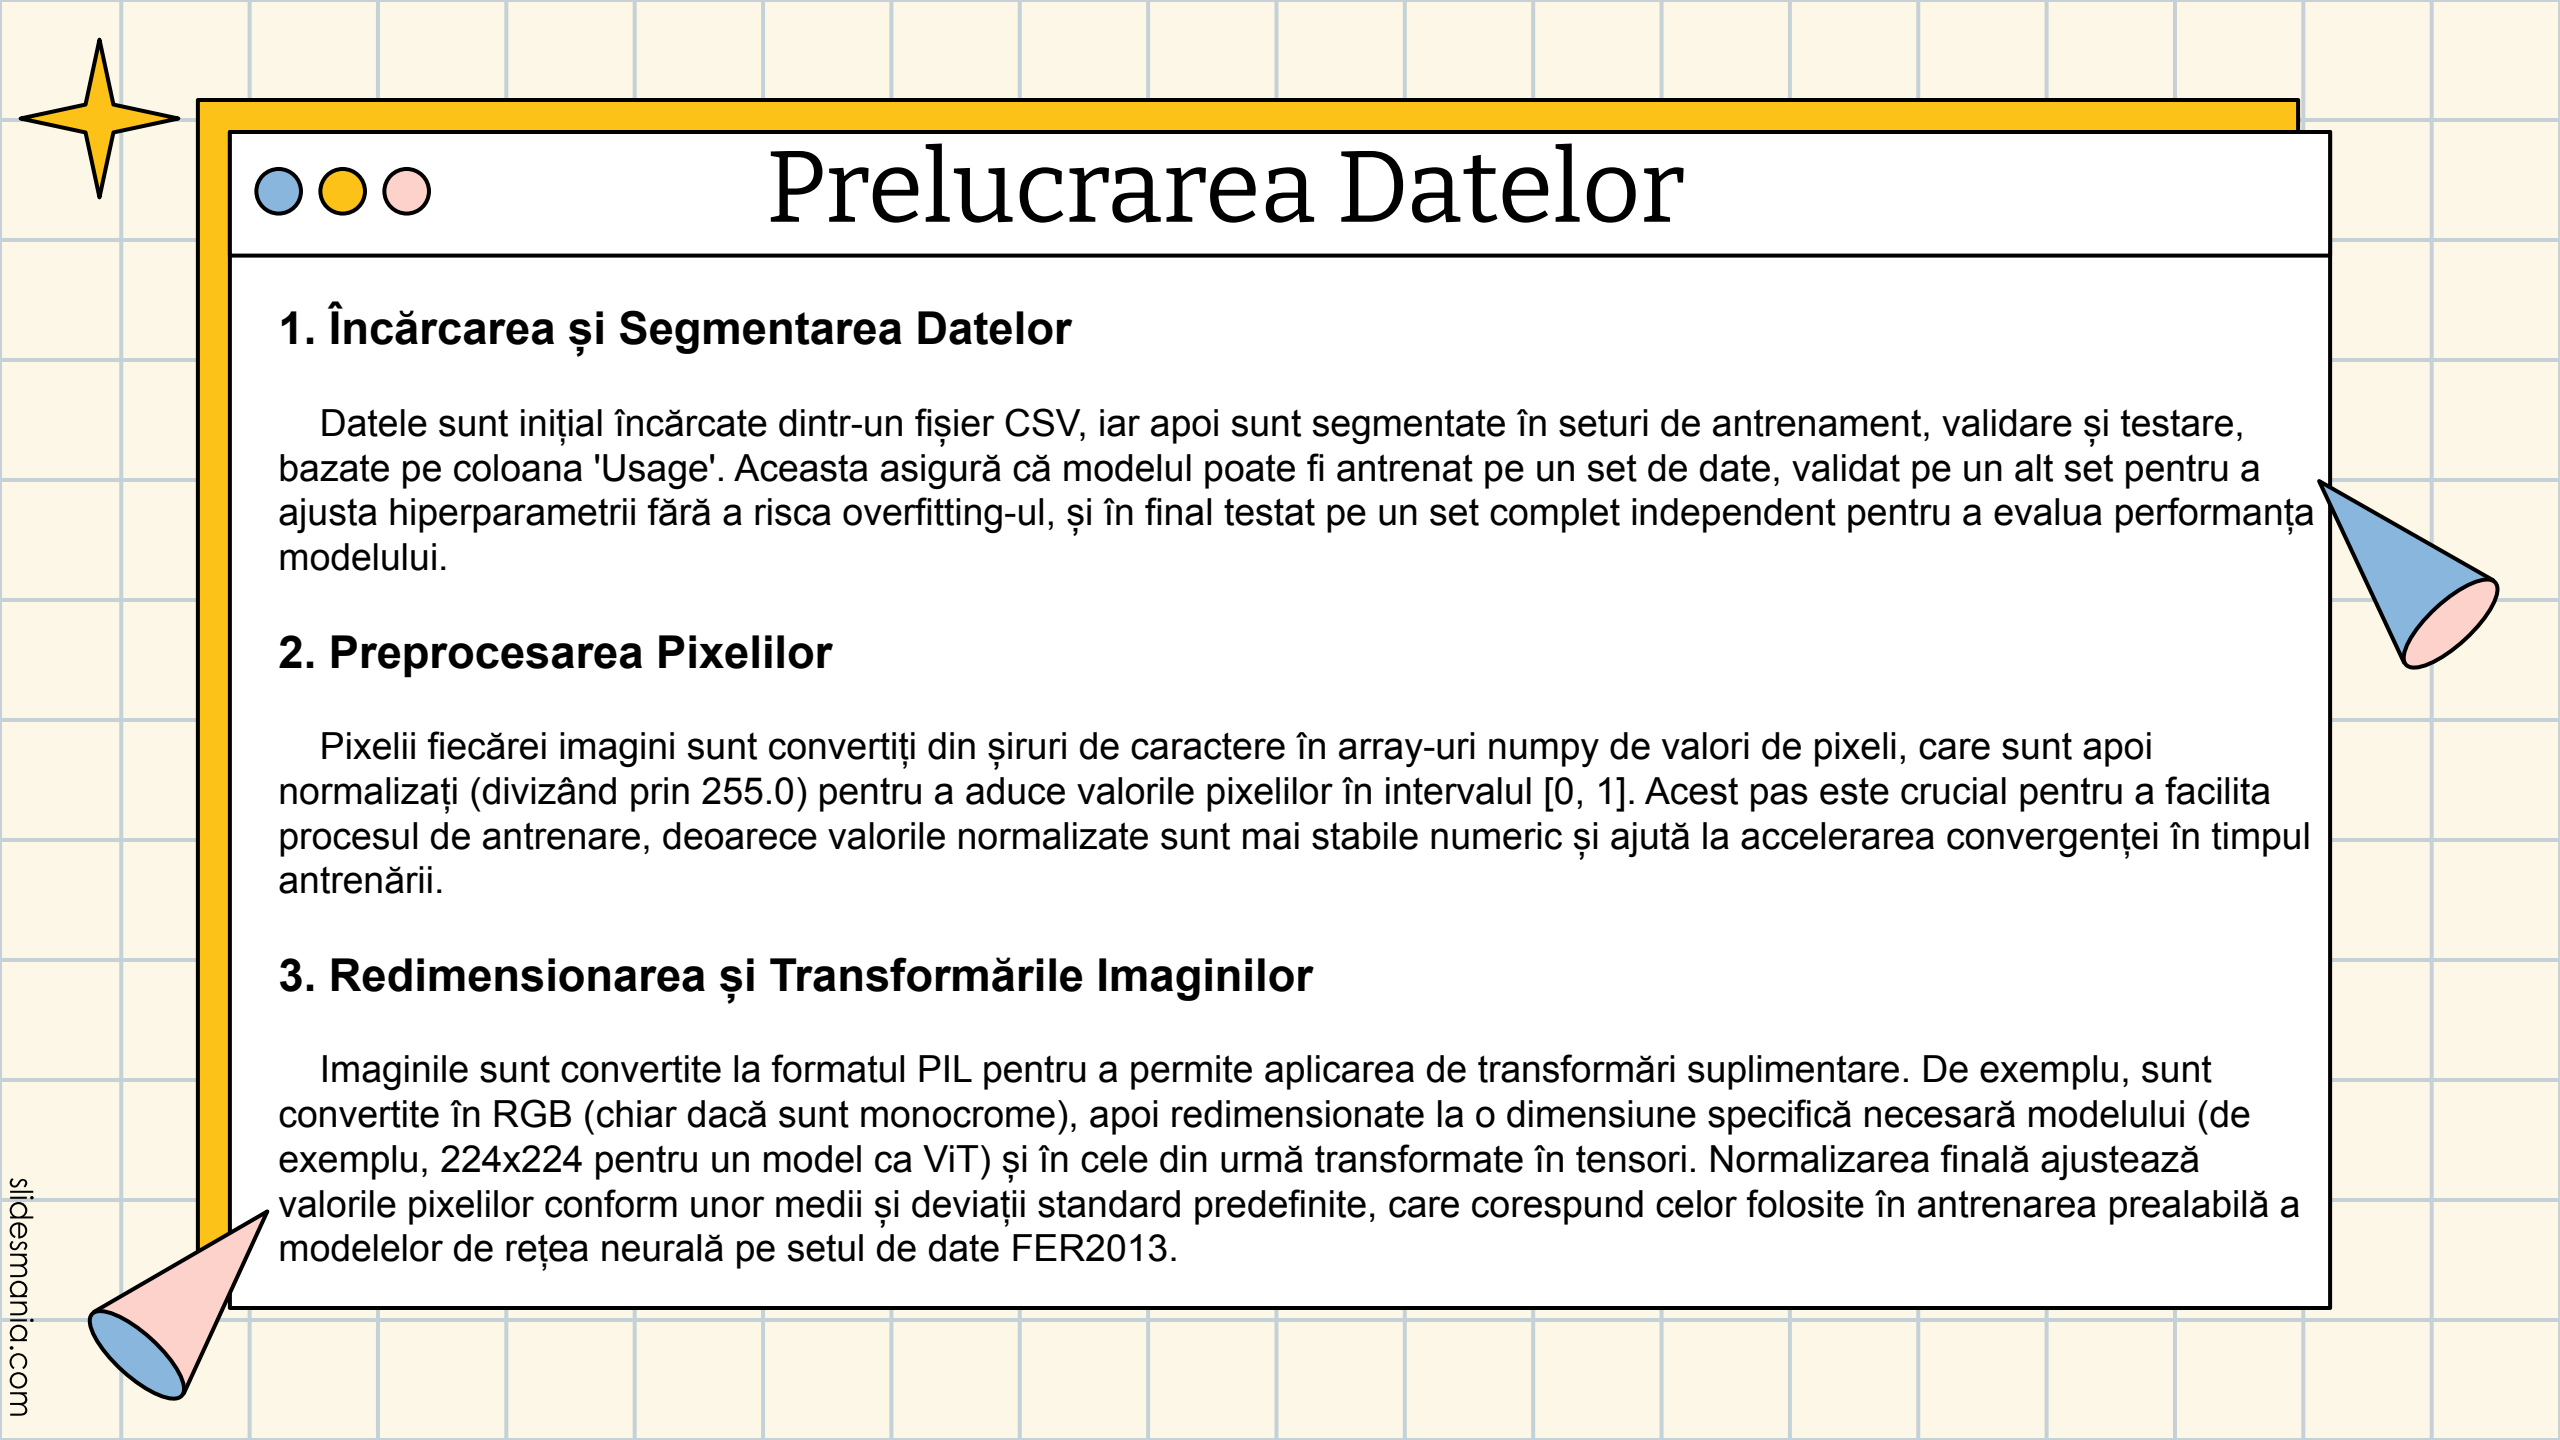 Prelucrarea Datelor
1. Încărcarea și Segmentarea Datelor
Datele sunt inițial încărcate dintr-un fișier CSV, iar apoi sunt segmentate în seturi de antrenament, validare și testare,
bazate pe coloana 'Usage'. Aceasta asigură că modelul poate fi antrenat pe un set de date, validat pe un alt set pentru a
ajusta hiperparametrii fără a risca overfitting-ul, și în final testat pe un set complet independent pentru a evalua performanța
modelului.
2. Preprocesarea Pixelilor
Pixelii fiecărei imagini sunt convertiți din șiruri de caractere în array-uri numpy de valori de pixeli, care sunt apoi
normalizați (divizând prin 255.0) pentru a aduce valorile pixelilor în intervalul [0, 1]. Acest pas este crucial pentru a facilita
procesul de antrenare, deoarece valorile normalizate sunt mai stabile numeric și ajută la accelerarea convergenței în timpul
antrenării.
3. Redimensionarea și Transformările Imaginilor
Imaginile sunt convertite la formatul PIL pentru a permite aplicarea de transformări suplimentare. De exemplu, sunt
convertite în RGB (chiar dacă sunt monocrome), apoi redimensionate la o dimensiune specifică necesară modelului (de
exemplu, 224x224 pentru un model ca ViT) și în cele din urmă transformate în tensori. Normalizarea finală ajustează
valorile pixelilor conform unor medii și deviații standard predefinite, care corespund celor folosite în antrenarea prealabilă a
modelelor de rețea neurală pe setul de date FER2013.
slidesmania.com